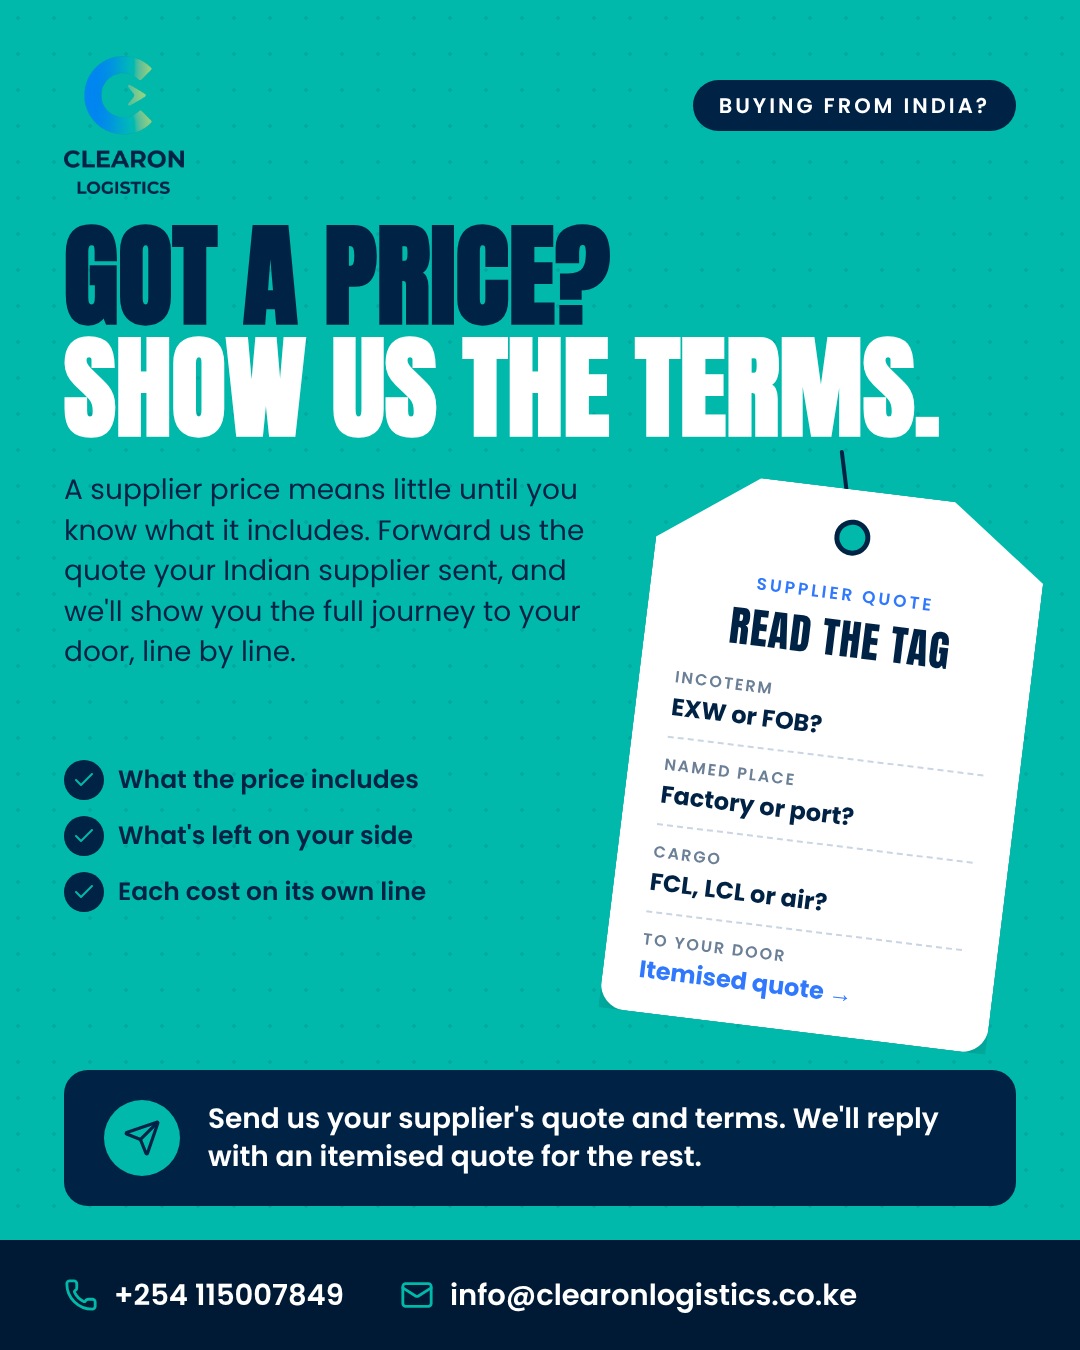 CLEARON
LOGISTICS
BUYING FROM INDIA?
GOT A PRICE?
SHOW US THE TERMS.
A supplier price means little until you
know what it includes. Forward us the
quote your Indian supplier sent, and
we'll show you the full journey to your
door, line by line.
What the price includes
What's left on your side
Each cost on its own line
SUPPLIER QUOTE
READ THE TAG
INCOTERM
EXW or FOB?
NAMED PLACE
Factory or port?
CARGO
FCL, LCL or air?
TO YOUR DOOR
Itemised quote →
Send us your supplier's quote and terms. We'll reply
with an itemised quote for the rest.
+254 115007849
info@clearonlogistics.co.ke